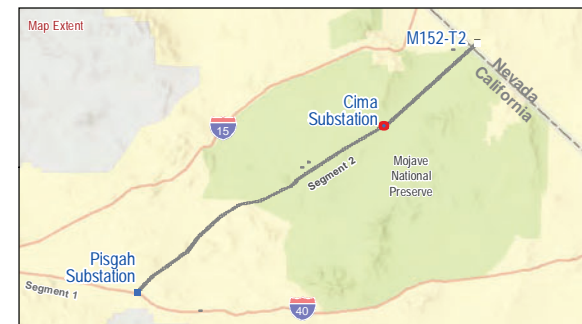 Map Extent
M152-T2
Nevada
California
Cima
Substation
15
Segment 2
Mojave
National
Preserve
Pisgah
Substation
Segment 1
40